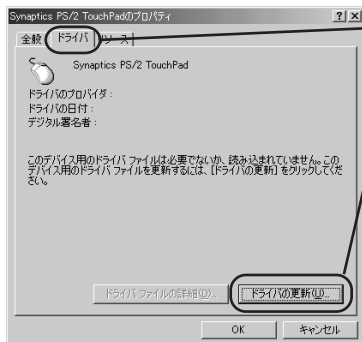 Synaptics PS/2 TouchPadのプロパティ
全般 ドライバ リソース
Synaptics PS/2 TouchPad
ドライバのプロバイダ :
ドライバの日付 :
デジタル署名者 :
このデバイス用のドライバ ファイルは必要でないか、読み込まれていません。この
デバイス用のドライバ ファイルを更新するには、[ドライバの更新] をクリックしてくだ
さい。
ドライバ ファイルの詳細(D)... ドライバの更新(U)...
OK キャンセル